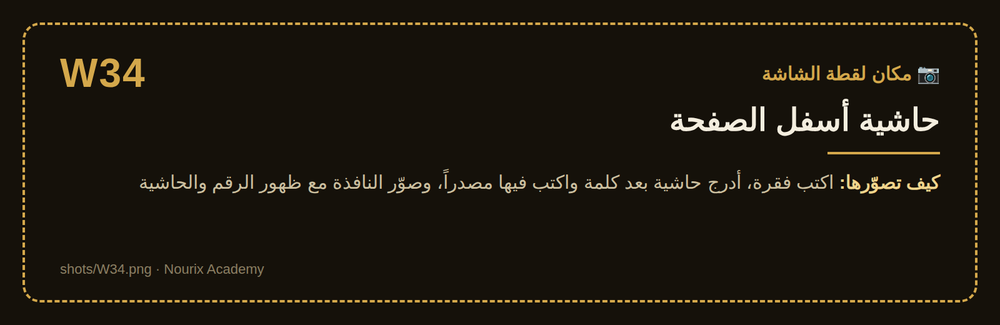 W34
📷 مكان لقطة الشاشة
حاشية أسفل الصفحة
كيف تصوّرها: اكتب فقرة، أدرج حاشية بعد كلمة واكتب فيها مصدراً، وصوّر النافذة مع ظهور الرقم والحاشية
shots/W34.png · Nourix Academy